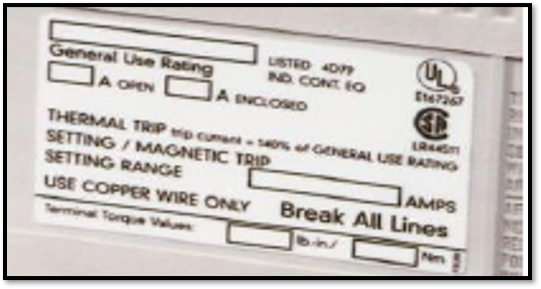 General Use Rating
A OPEN A ENCLOSED
LISTED 4D79
IND. CONT. EQ
UL
E167267
SP
LR44511
THERMAL TRIP trip current = 140% of GENERAL USE RATING
SETTING / MAGNETIC TRIP
SETTING RANGE AMPS
USE COPPER WIRE ONLY Break All Lines
Terminal Torque Values: lb.-in./ Nm